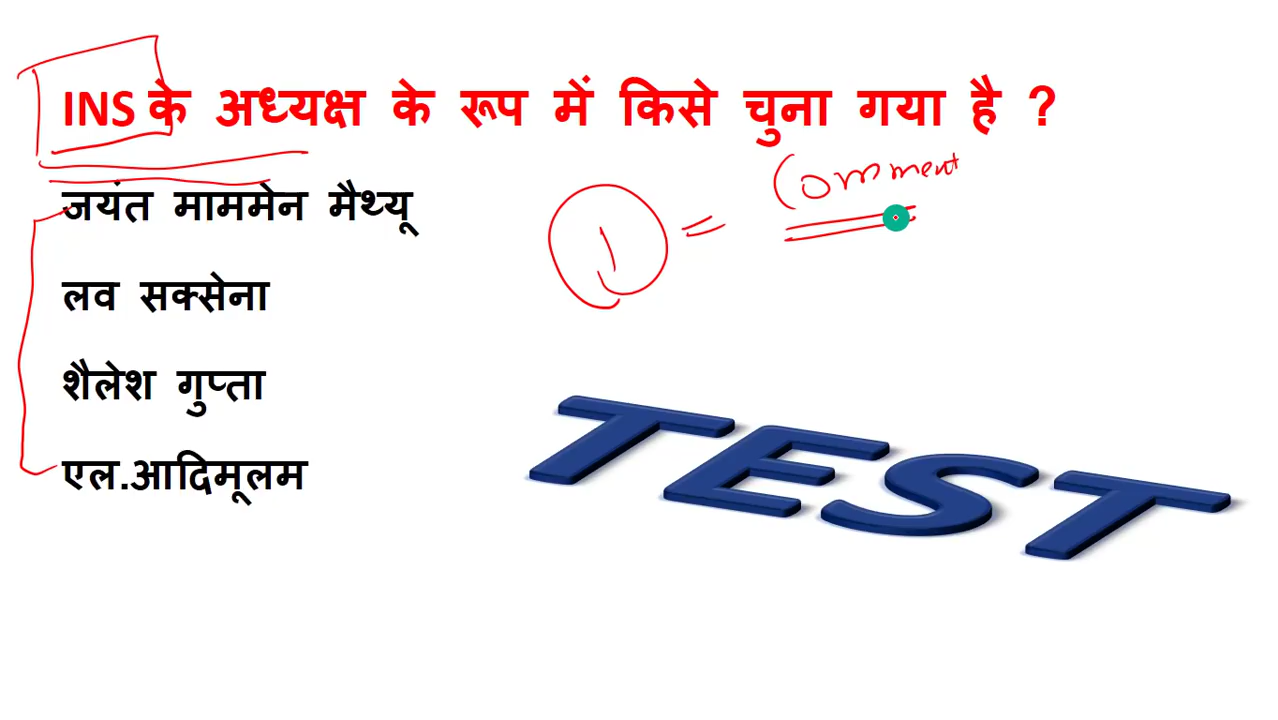 INS के अध्यक्ष के रूप में किसे चुना गया है ?
जयंत माममेन मैथ्यू
1 = Comment
लव सक्सेना
शैलेश गुप्ता
एल.आदिमूलम
TEST